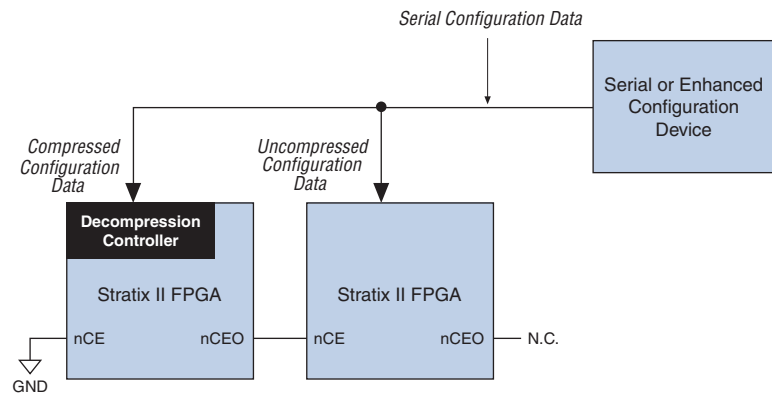 Serial Configuration Data
Serial or Enhanced
Configuration
Device
Compressed
Configuration
Data
Uncompressed
Configuration
Data
Decompression
Controller
Stratix II FPGA
Stratix II FPGA
nCE
nCEO
nCE
nCEO
N.C.
GND